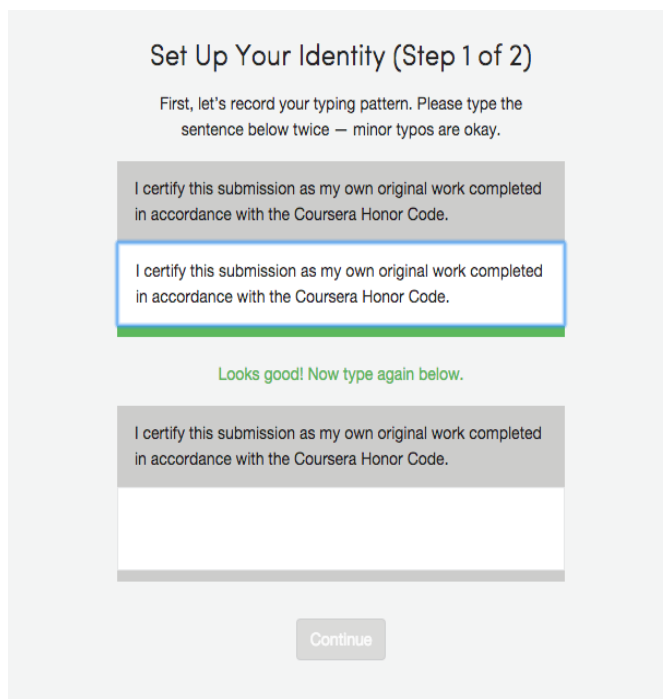 Set Up Your Identity (Step 1 of 2)
First, let's record your typing pattern. Please type the
sentence below twice — minor typos are okay.
I certify this submission as my own original work completed
in accordance with the Coursera Honor Code.
I certify this submission as my own original work completed
in accordance with the Coursera Honor Code.
Looks good! Now type again below.
I certify this submission as my own original work completed
in accordance with the Coursera Honor Code.
Continue